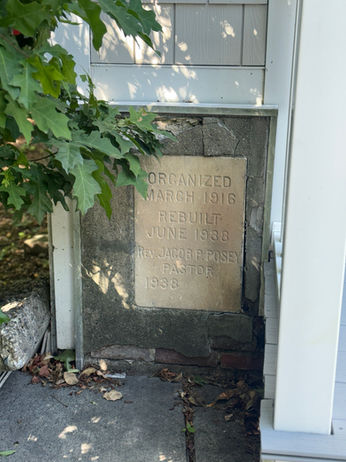 ORGANIZED
MARCH 1916
REBUILT
JUNE 1938
REV. JACOB P. POSEY
PASTOR
1938